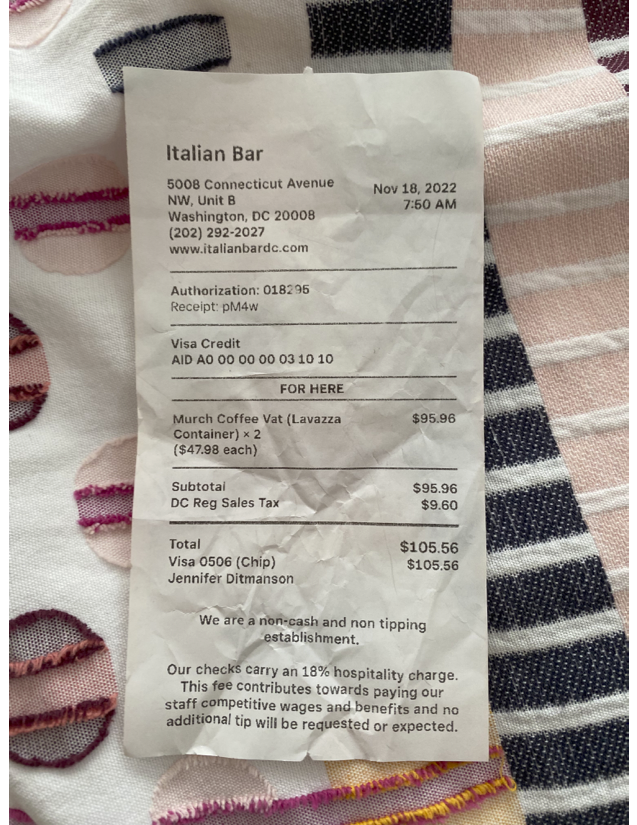 Italian Bar
5008 Connecticut Avenue
NW, Unit B
Washington, DC 20008
(202) 292-2027
www.italianbardc.com
Nov 18, 2022
7:50 AM
Authorization: 018295
Receipt: pM4w
Visa Credit
AID A0 00 00 00 03 10 10
FOR HERE
Murch Coffee Vat (Lavazza $95.96
Container) × 2
($47.98 each)
Subtotal $95.96
DC Reg Sales Tax $9.60
Total $105.56
Visa 0506 (Chip) $105.56
Jennifer Ditmanson
We are a non-cash and non tipping
establishment.
Our checks carry an 18% hospitality charge.
This fee contributes towards paying our
staff competitive wages and benefits and no
additional tip will be requested or expected.